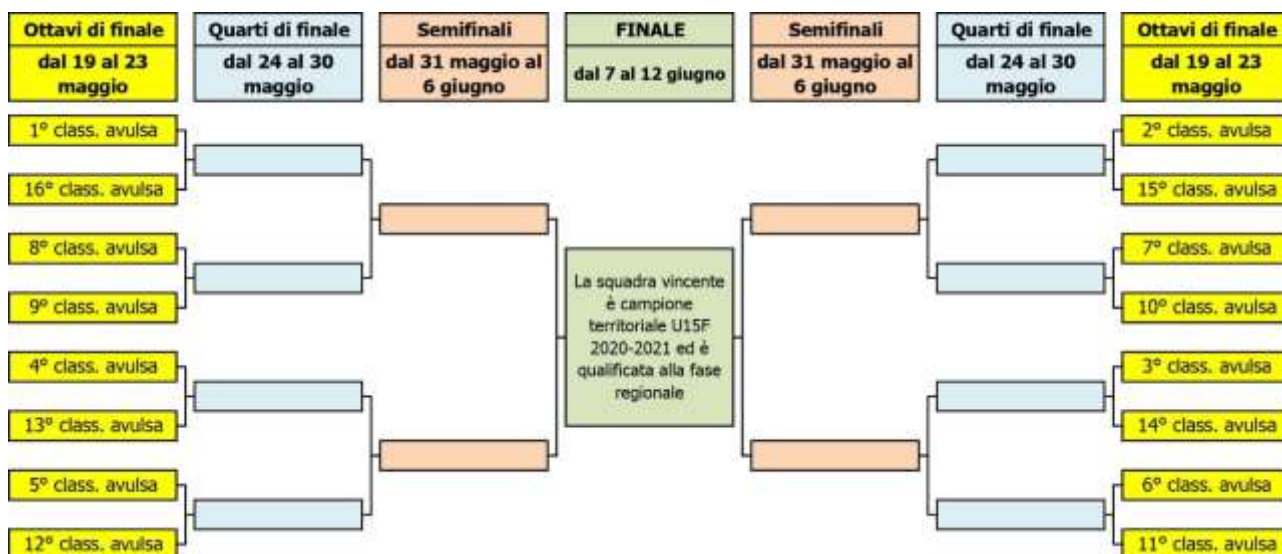 Ottavi di finale
Quarti di finale
Semifinali
FINALE
Semifinali
Quarti di finale
Ottavi di finale
dal 19 al 23
maggio
dal 24 al 30
maggio
dal 31 maggio al
6 giugno
dal 7 al 12 giugno
dal 31 maggio al
6 giugno
dal 24 al 30
maggio
dal 19 al 23
maggio
1° class. avulsa
16° class. avulsa
8° class. avulsa
9° class. avulsa
4° class. avulsa
13° class. avulsa
5° class. avulsa
12° class. avulsa
La squadra vincente
è campione
territoriale U15F
2020-2021 ed è
qualificata alla fase
regionale
2° class. avulsa
15° class. avulsa
7° class. avulsa
10° class. avulsa
3° class. avulsa
14° class. avulsa
6° class. avulsa
11° class. avulsa